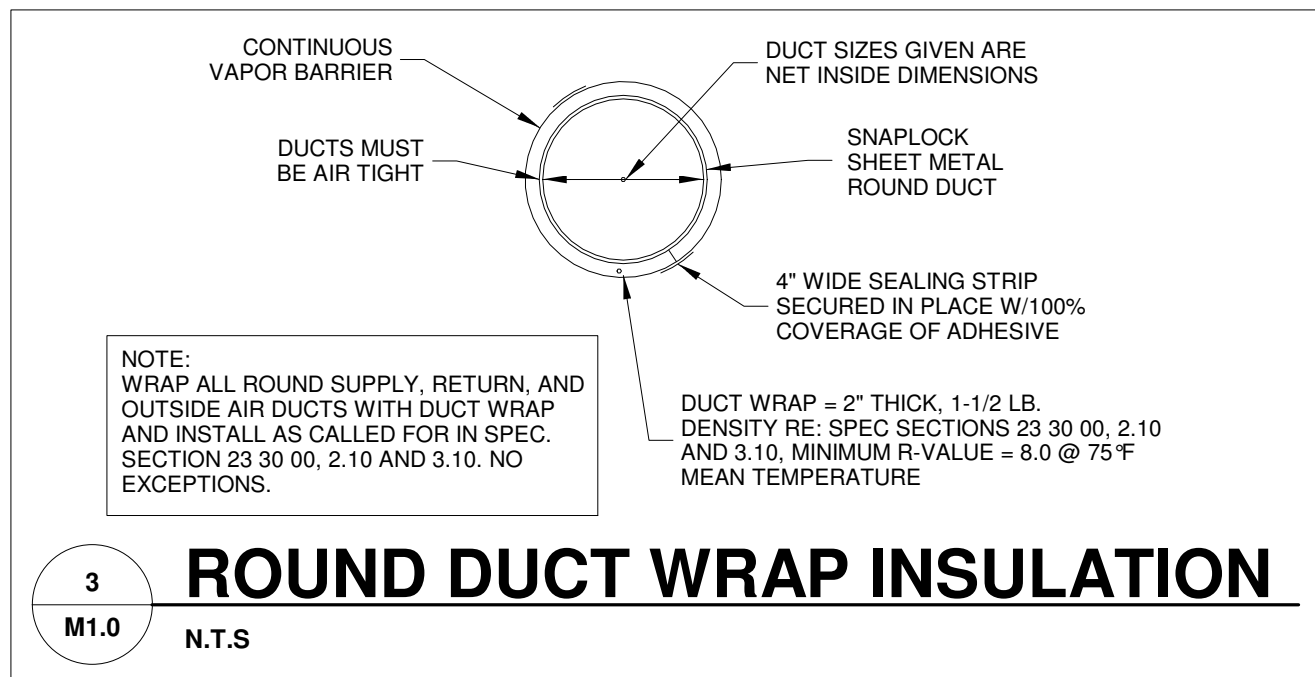 CONTINUOUS
VAPOR BARRIER
DUCT SIZES GIVEN ARE
NET INSIDE DIMENSIONS
DUCTS MUST
BE AIR TIGHT
SNAPLOCK
SHEET METAL
ROUND DUCT
4" WIDE SEALING STRIP
SECURED IN PLACE W/100%
COVERAGE OF ADHESIVE
NOTE:
WRAP ALL ROUND SUPPLY, RETURN, AND
OUTSIDE AIR DUCTS WITH DUCT WRAP
AND INSTALL AS CALLED FOR IN SPEC.
SECTION 23 30 00, 2.10 AND 3.10. NO
EXCEPTIONS.
DUCT WRAP = 2" THICK, 1-1/2 LB.
DENSITY RE: SPEC SECTIONS 23 30 00, 2.10
AND 3.10, MINIMUM R-VALUE = 8.0 @ 75°F
MEAN TEMPERATURE
3
M1.0
ROUND DUCT WRAP INSULATION
N.T.S